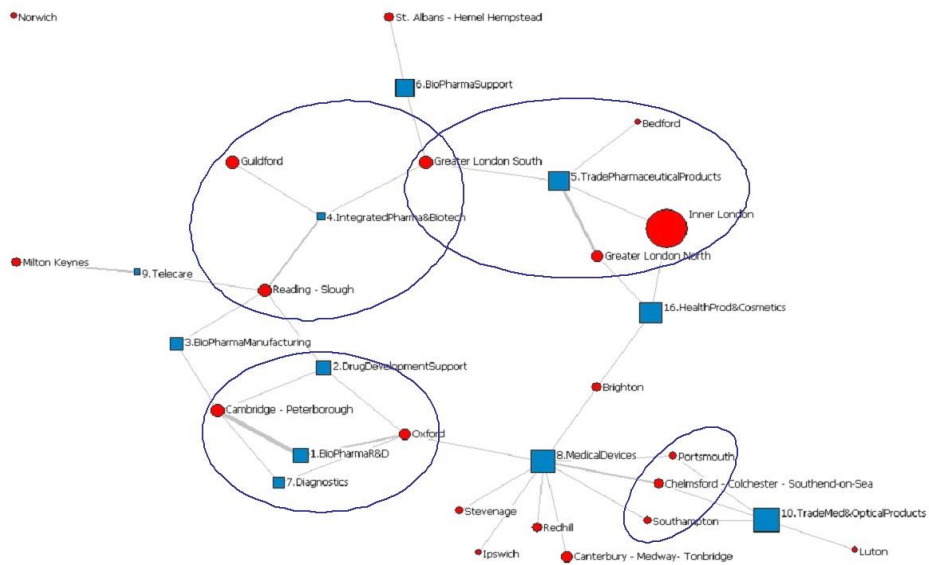 Norwich
St. Albans - Hemel Hempstead
6.BioPharmaSupport
Bedford
Guildford
Greater London South
5.TradePharmaceuticalProducts
4.IntegratedPharma&Biotech
Inner London
Greater London North
Milton Keynes
9.Telecare
Reading - Slough
16.HealthProd&Cosmetics
3.BioPharmaManufacturing
2.DrugDevelopmentSupport
Brighton
Cambridge - Peterborough
Oxford
1.BioPharmaR&D
8.MedicalDevices
Portsmouth
7.Diagnostics
Chelmsford - Colchester - Southend-on-Sea
Stevenage
Southampton
10.TradeMed&OpticalProducts
Redhill
Ipswich
Canterbury - Medway- Tonbridge
Luton